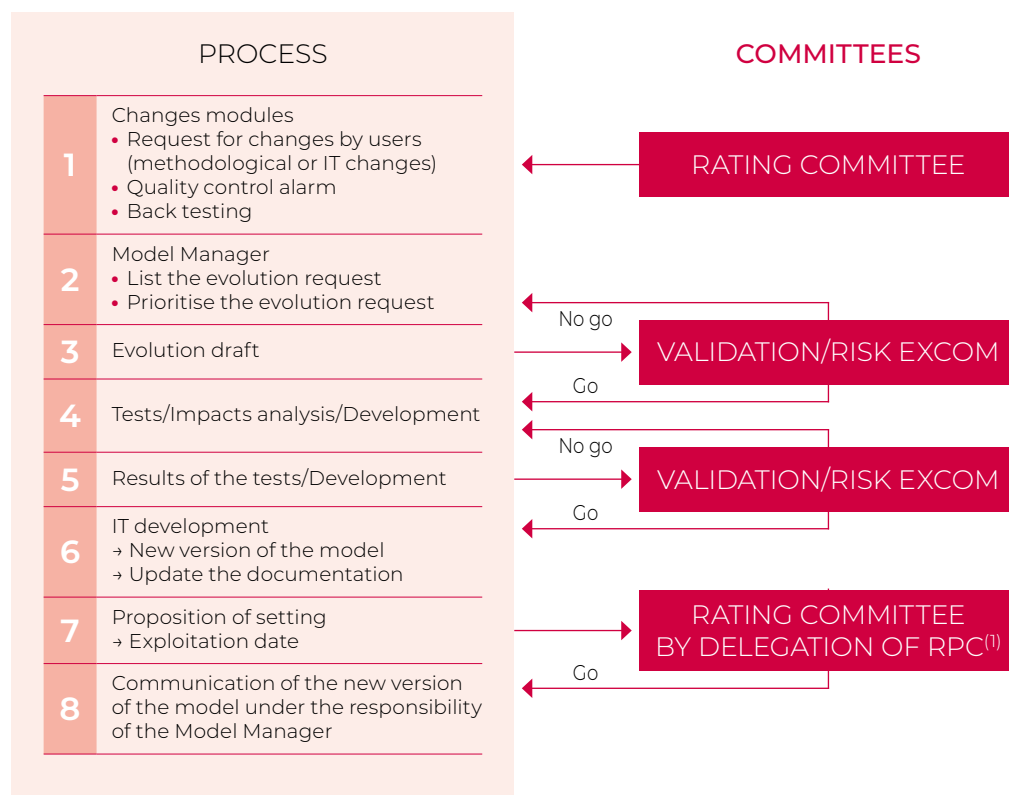 PROCESS
COMMITTEES
1
Changes modules
• Request for changes by users
(methodological or IT changes)
• Quality control alarm
• Back testing
RATING COMMITTEE
2
Model Manager
• List the evolution request
• Prioritise the evolution request
No go
3
Evolution draft
VALIDATION/RISK EXCOM
Go
4
Tests/Impacts analysis/Development
No go
5
Results of the tests/Development
VALIDATION/RISK EXCOM
Go
6
IT development
→ New version of the model
→ Update the documentation
7
Proposition of setting
→ Exploitation date
RATING COMMITTEE
BY DELEGATION OF RPC(1)
Go
8
Communication of the new version
of the model under the responsibility
of the Model Manager